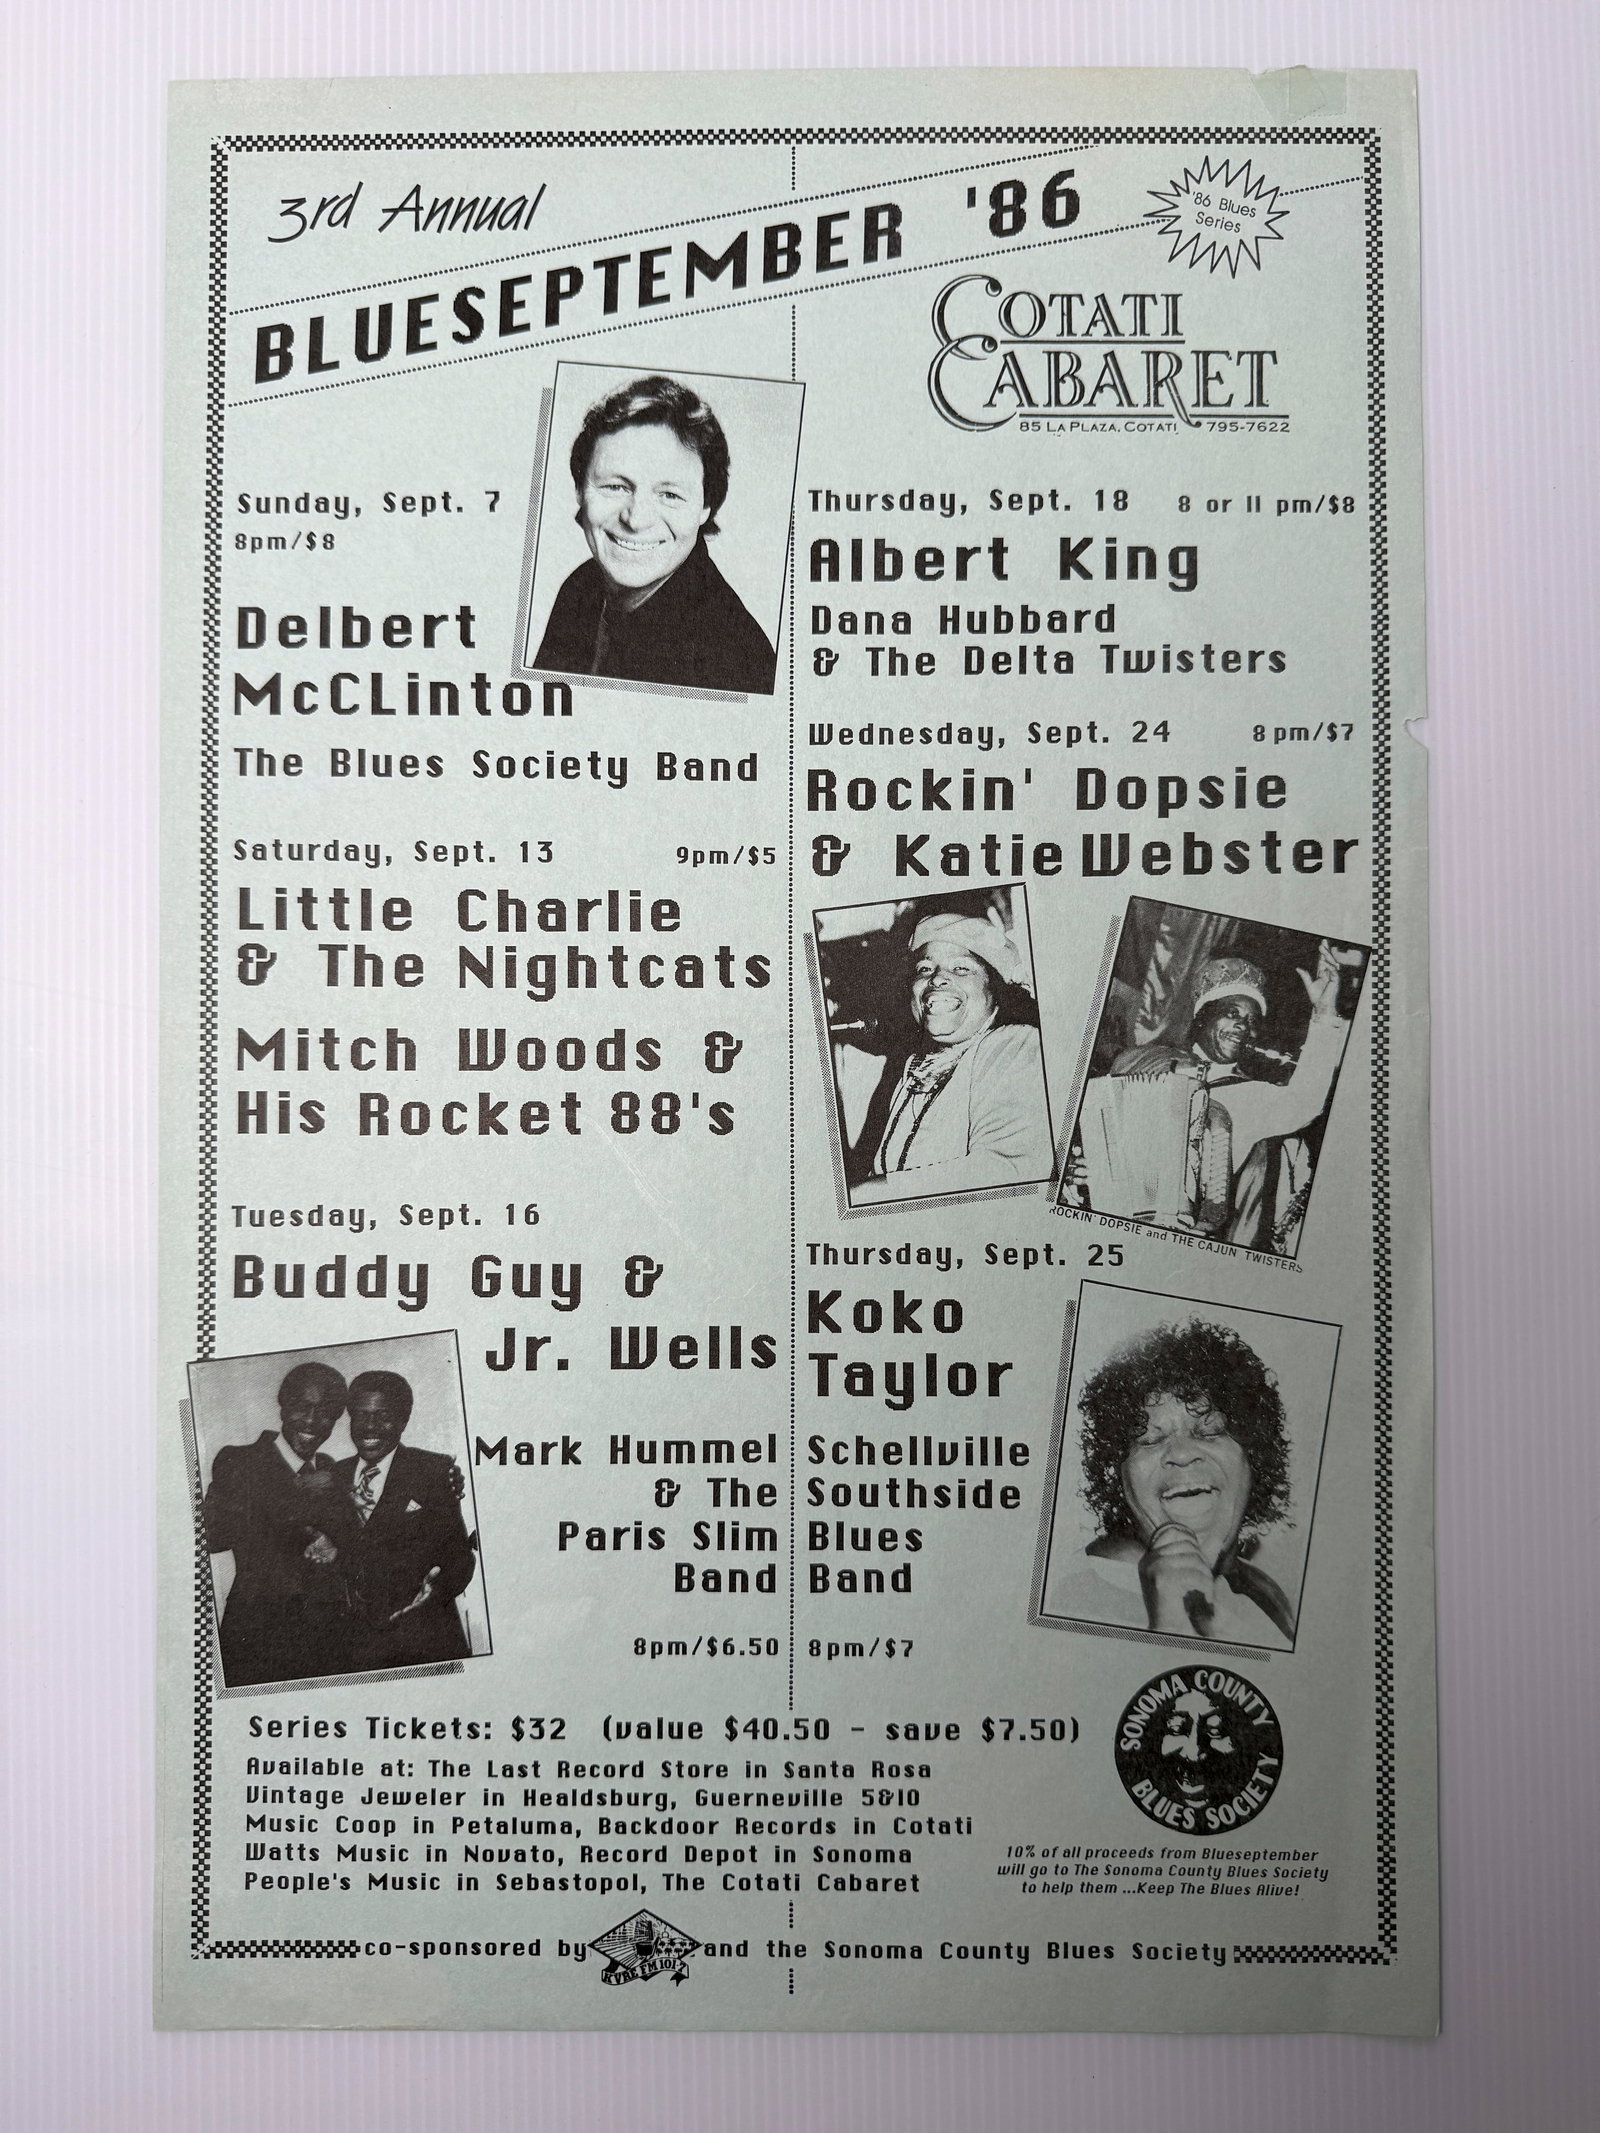 3rd Annual
BLUESEPTEMBER '86
'86 Blues
Series
COTATI
CABARET
85 LA PLAZA, COTATI 795-7622
Sunday, Sept. 7
8pm/$8
Delbert
McCLinton
The Blues Society Band
Saturday, Sept. 13 9pm/$5
Little Charlie
& The Nightcats
Mitch Woods &
His Rocket 88's
Tuesday, Sept. 16
Buddy Guy &
Jr. Wells
Mark Hummel
& The
Paris Slim
Band
8pm/$6.50
Thursday, Sept. 18 8 or 11 pm/$8
Albert King
Dana Hubbard
& The Delta Twisters
Wednesday, Sept. 24 8pm/$7
Rockin' Dopsie
& Katie Webster
ROCKIN' DOPSIE and THE CAJUN TWISTERS
Thursday, Sept. 25
Koko
Taylor
Schellville
Southside
Blues
Band
8pm/$7
Series Tickets: $32 (value $40.50 - save $7.50)
Available at: The Last Record Store in Santa Rosa
Vintage Jeweler in Healdsburg, Guerneville 5&10
Music Coop in Petaluma, Backdoor Records in Cotati
Watts Music in Novato, Record Depot in Sonoma
People's Music in Sebastopol, The Cotati Cabaret
SONOMA COUNTY
BLUES SOCIETY
10% of all proceeds from Blueseptember
will go to The Sonoma County Blues Society
to help them ...Keep The Blues Alive!
co-sponsored by KVRE FM 101.7 and the Sonoma County Blues Society